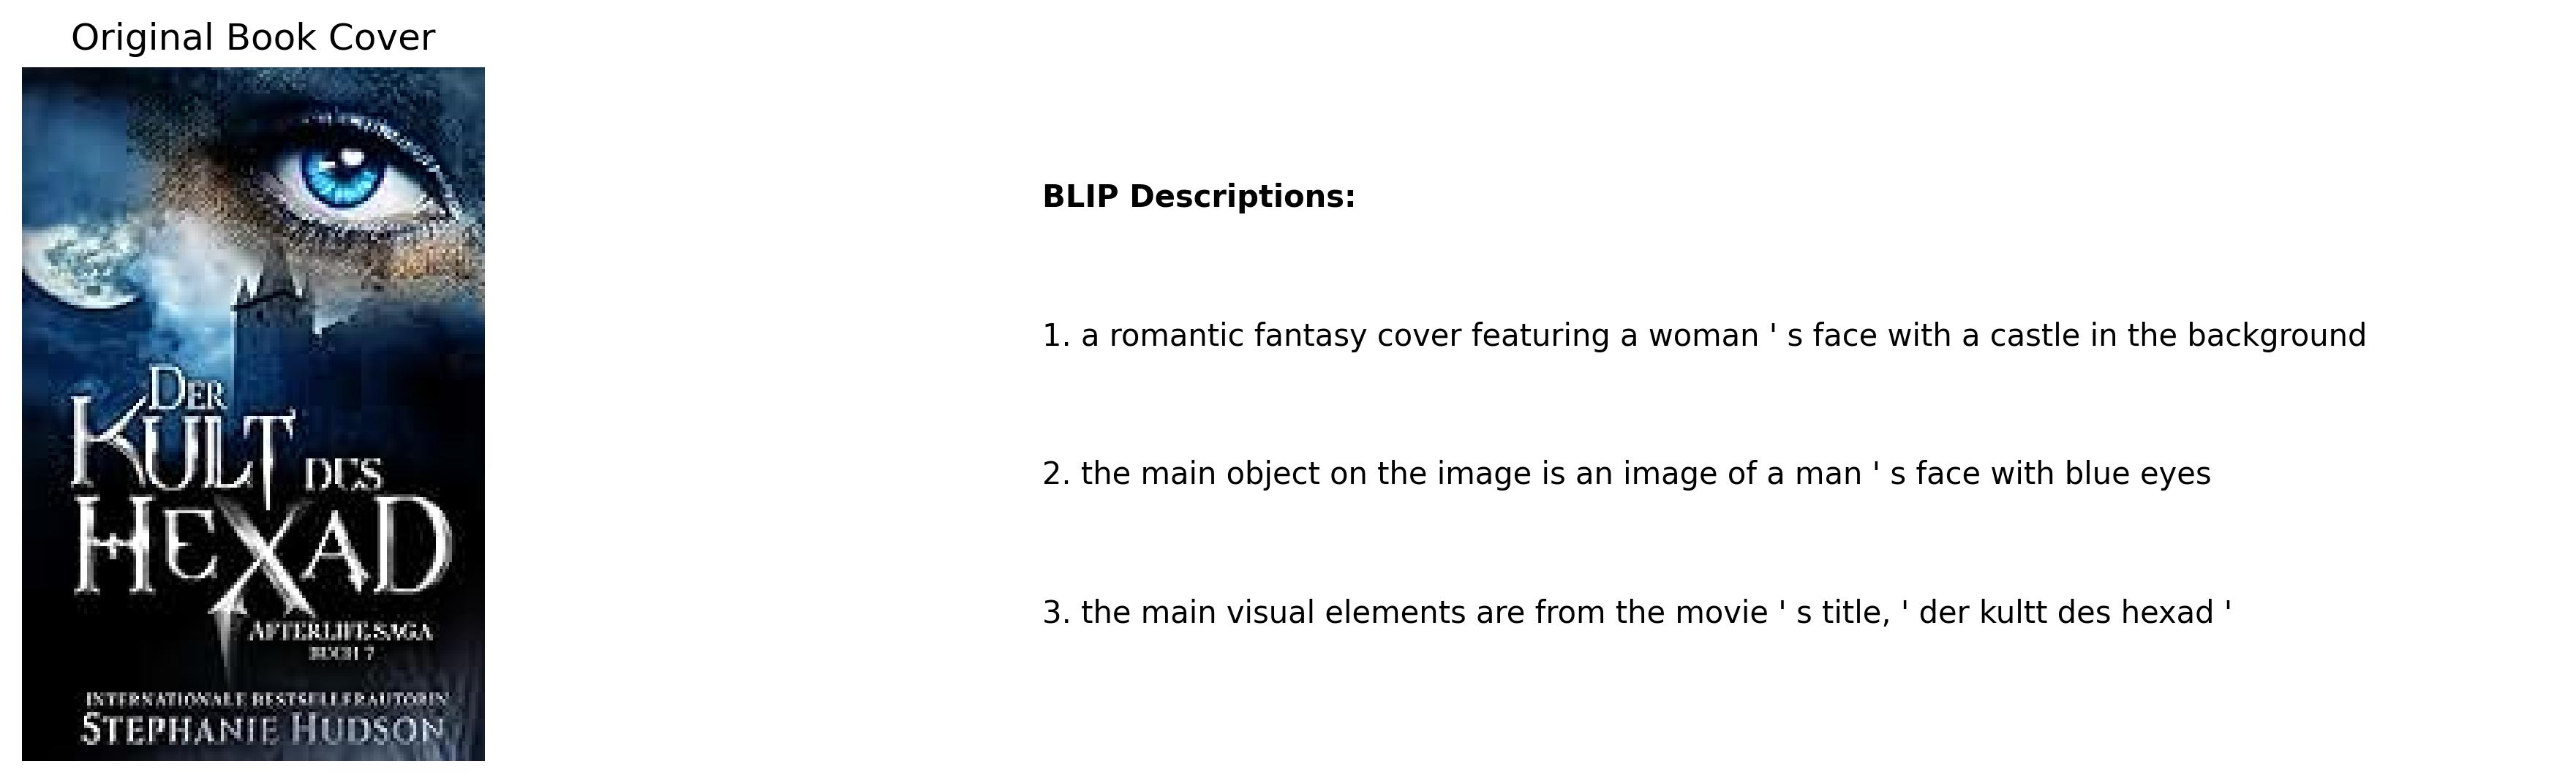 Original Book Cover
DER
KULT DES
HEXAD
AFTERLIFE-SAGA
BUCH 7
INTERNATIONALE BESTSELLERAUTORIN
STEPHANIE HUDSON
BLIP Descriptions:
1. a romantic fantasy cover featuring a woman ' s face with a castle in the background
2. the main object on the image is an image of a man ' s face with blue eyes
3. the main visual elements are from the movie ' s title, ' der kultt des hexad '